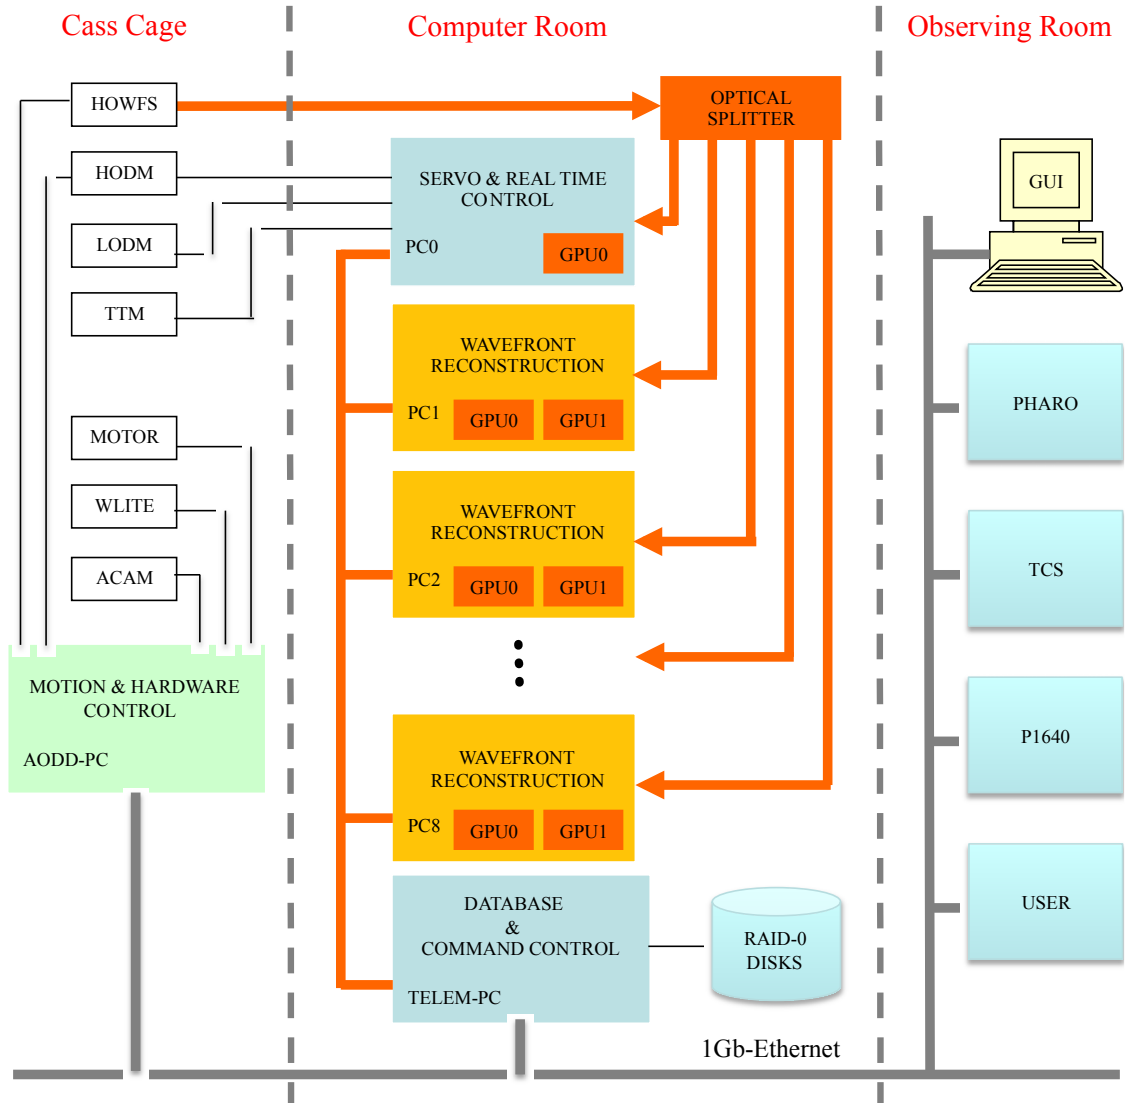 Cass Cage
Computer Room
Observing Room
HOWFS
HODM
LODM
TTM
MOTOR
WLITE
ACAM
MOTION & HARDWARE
CONTROL
AODD-PC
OPTICAL
SPLITTER
SERVO & REAL TIME
CONTROL
PC0
GPU0
WAVEFRONT
RECONSTRUCTION
PC1
GPU0
GPU1
WAVEFRONT
RECONSTRUCTION
PC2
GPU0
GPU1
WAVEFRONT
RECONSTRUCTION
PC8
GPU0
GPU1
DATABASE
&
COMMAND CONTROL
TELEM-PC
RAID-0
DISKS
1Gb-Ethernet
GUI
PHARO
TCS
P1640
USER